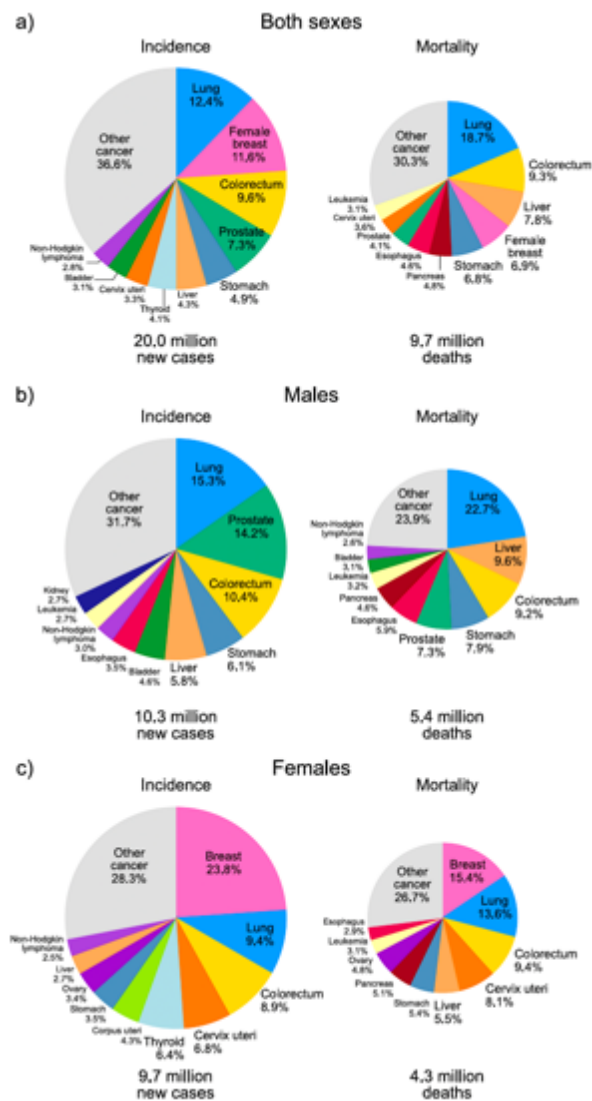 a) Both sexes
Incidence
Mortality
Lung
12.4%
Female
breast
11.6%
Colorectum
9.6%
Prostate
7.3%
Stomach
4.9%
Liver
4.3%
Thyroid
4.1%
Cervix uteri
3.3%
Bladder
3.1%
Non-Hodgkin
lymphoma
2.8%
Other
cancer
36.6%
20.0 million
new cases
Lung
18.7%
Colorectum
9.3%
Liver
7.8%
Female
breast
6.9%
Stomach
6.8%
Pancreas
4.8%
Esophagus
4.6%
Prostate
4.1%
Cervix uteri
3.6%
Leukemia
3.1%
Other
cancer
30.3%
9.7 million
deaths
b) Males
Incidence
Mortality
Lung
15.3%
Prostate
14.2%
Colorectum
10.4%
Stomach
6.1%
Liver
5.8%
Bladder
4.6%
Esophagus
3.5%
Non-Hodgkin
lymphoma
3.0%
Leukemia
2.7%
Kidney
2.7%
Other
cancer
31.7%
10.3 million
new cases
Lung
22.7%
Liver
9.6%
Colorectum
9.2%
Stomach
7.9%
Prostate
7.3%
Esophagus
5.9%
Pancreas
4.6%
Leukemia
3.2%
Bladder
3.1%
Non-Hodgkin
lymphoma
2.6%
Other
cancer
23.9%
5.4 million
deaths
c) Females
Incidence
Mortality
Breast
23.8%
Lung
9.4%
Colorectum
8.9%
Cervix uteri
6.8%
Thyroid
6.4%
Corpus uteri
4.3%
Stomach
3.5%
Ovary
3.4%
Liver
2.7%
Non-Hodgkin
lymphoma
2.5%
Other
cancer
28.3%
9.7 million
new cases
Breast
15.4%
Lung
13.6%
Colorectum
9.4%
Cervix uteri
8.1%
Liver
5.5%
Stomach
5.4%
Pancreas
5.1%
Ovary
4.8%
Leukemia
3.1%
Esophagus
2.9%
Other
cancer
26.7%
4.3 million
deaths